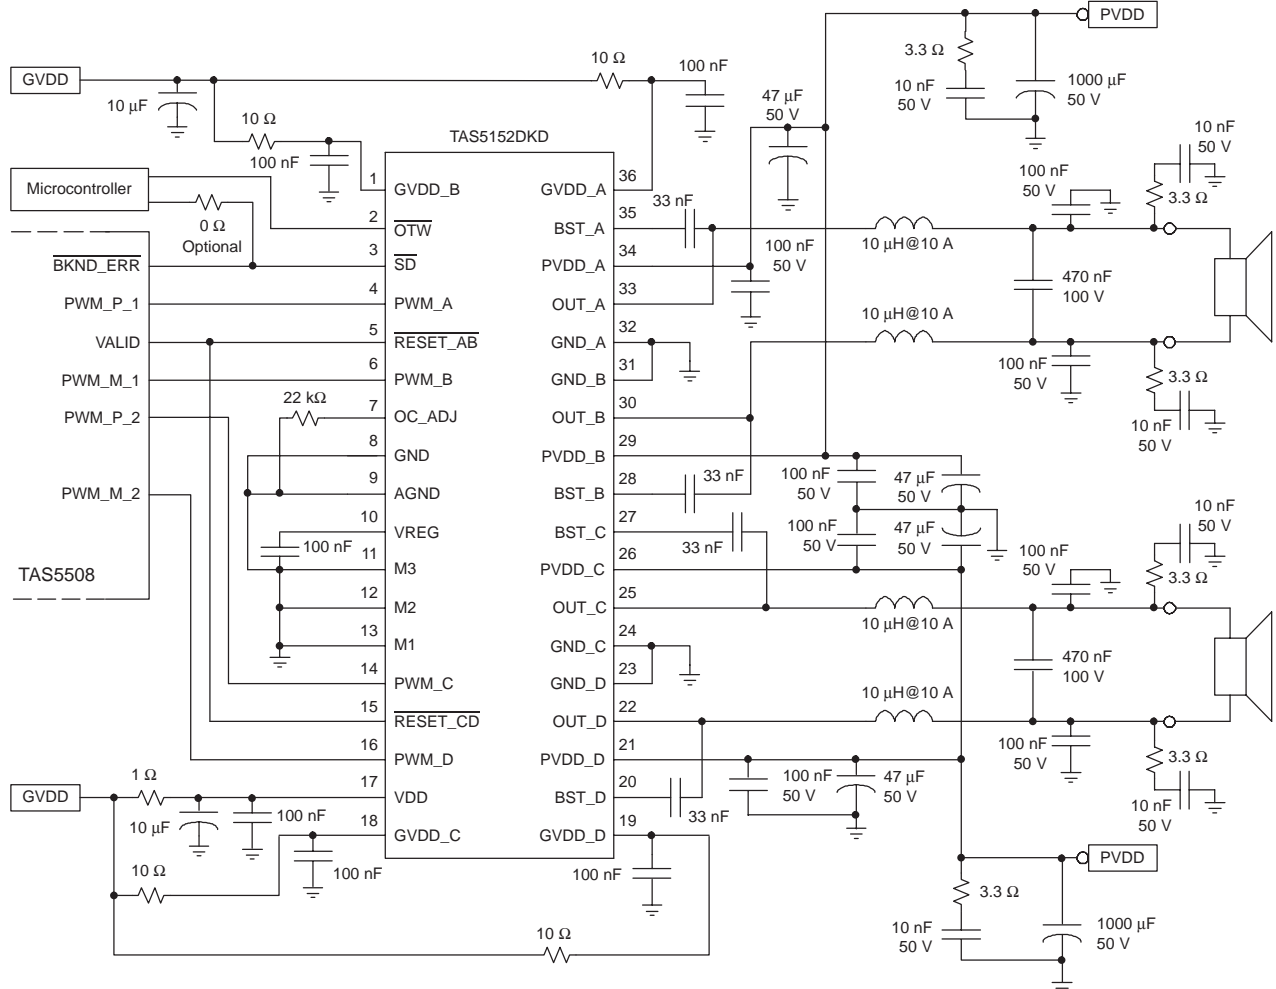 PVDD
3.3 Ω
10 nF
50 V
1000 µF
50 V
GVDD
10 Ω
100 nF
47 µF
50 V
10 µF
10 Ω
100 nF
TAS5152DKD
10 nF
50 V
100 nF
50 V
3.3 Ω
Microcontroller
0 Ω
Optional
1
GVDD_B
2
OTW
3
SD
4
PWM_A
5
RESET_AB
6
PWM_B
7
OC_ADJ
8
GND
9
AGND
10
VREG
11
M3
12
M2
13
M1
14
PWM_C
15
RESET_CD
16
PWM_D
17
VDD
18
GVDD_C
36
GVDD_A
35
BST_A
34
PVDD_A
33
OUT_A
32
GND_A
31
GND_B
30
OUT_B
29
PVDD_B
28
BST_B
27
BST_C
26
PVDD_C
25
OUT_C
24
GND_C
23
GND_D
22
OUT_D
21
PVDD_D
20
BST_D
19
GVDD_D
BKND_ERR
PWM_P_1
VALID
PWM_M_1
PWM_P_2
PWM_M_2
TAS5508
22 kΩ
100 nF
33 nF
100 nF
50 V
10 µH@10 A
10 µH@10 A
470 nF
100 V
100 nF
50 V
3.3 Ω
10 nF
50 V
33 nF
33 nF
100 nF
50 V
47 µF
50 V
100 nF
50 V
47 µF
50 V
10 nF
50 V
100 nF
50 V
3.3 Ω
10 µH@10 A
10 µH@10 A
470 nF
100 V
100 nF
50 V
3.3 Ω
10 nF
50 V
100 nF
50 V
47 µF
50 V
33 nF
GVDD
1 Ω
10 µF
100 nF
100 nF
10 Ω
100 nF
10 Ω
PVDD
3.3 Ω
10 nF
50 V
1000 µF
50 V